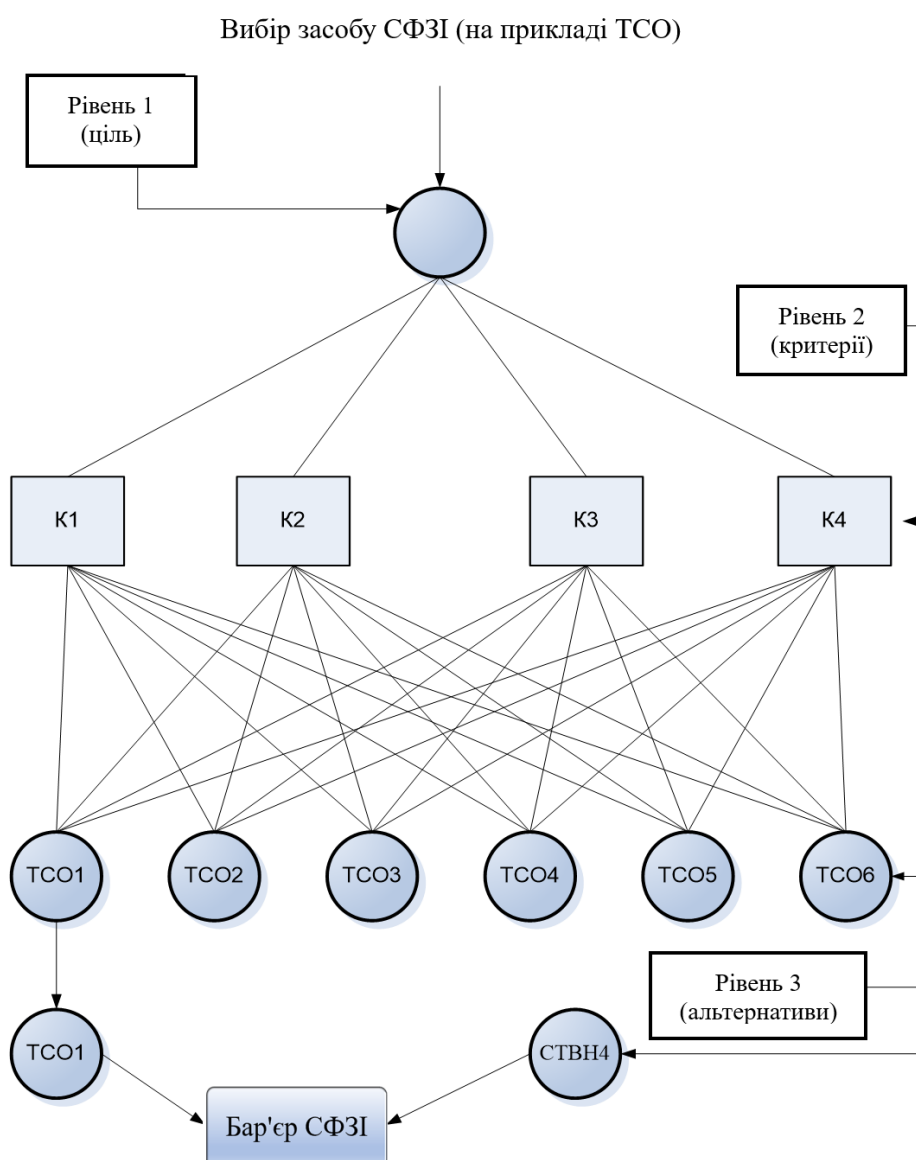 Вибір засобу СФЗІ (на прикладі ТСО)
Рівень 1
(ціль)
Рівень 2
(критерії)
К1
К2
К3
К4
ТСО1
ТСО2
ТСО3
ТСО4
ТСО5
ТСО6
Рівень 3
(альтернативи)
ТСО1
СТВН4
Бар'єр СФЗІ